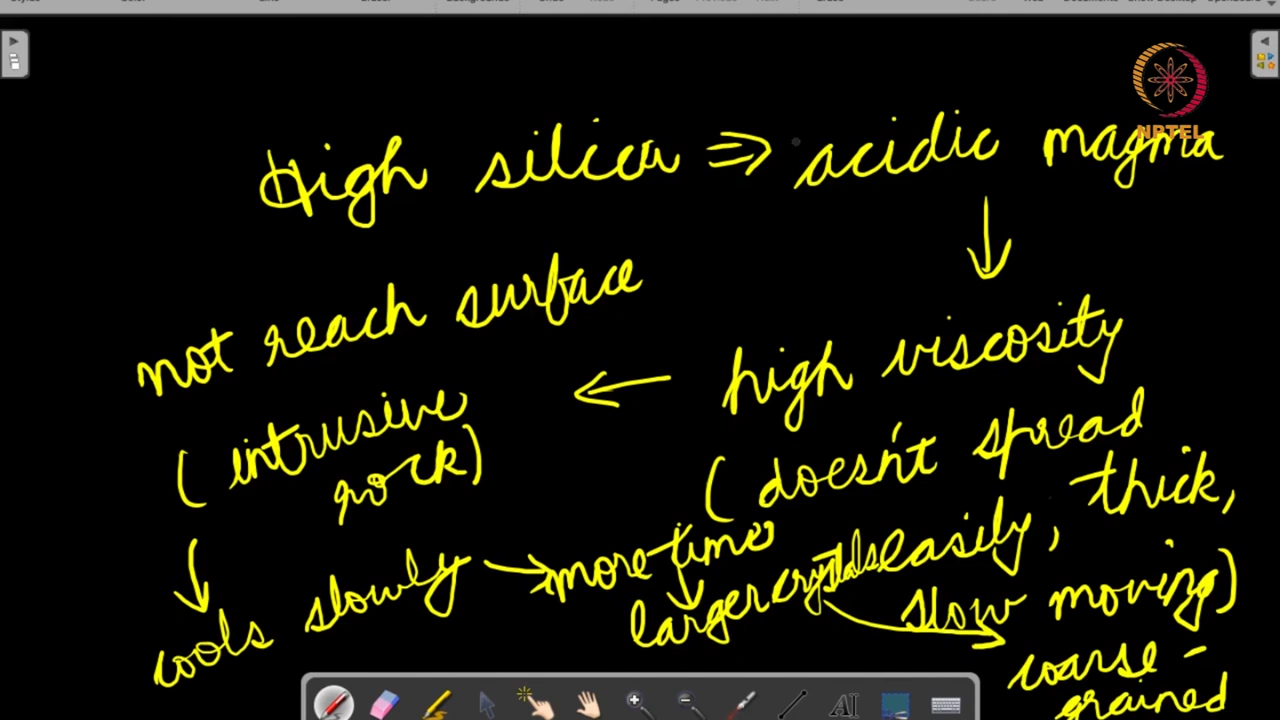 NPTEL
High silica ⇒ acidic magma
↓
high viscosity
(doesn't spread
easily, thick,
slow moving)
←
not reach surface
(intrusive
rock)
↓
cools slowly → more time
↓
larger crystals →
coarse-
grained